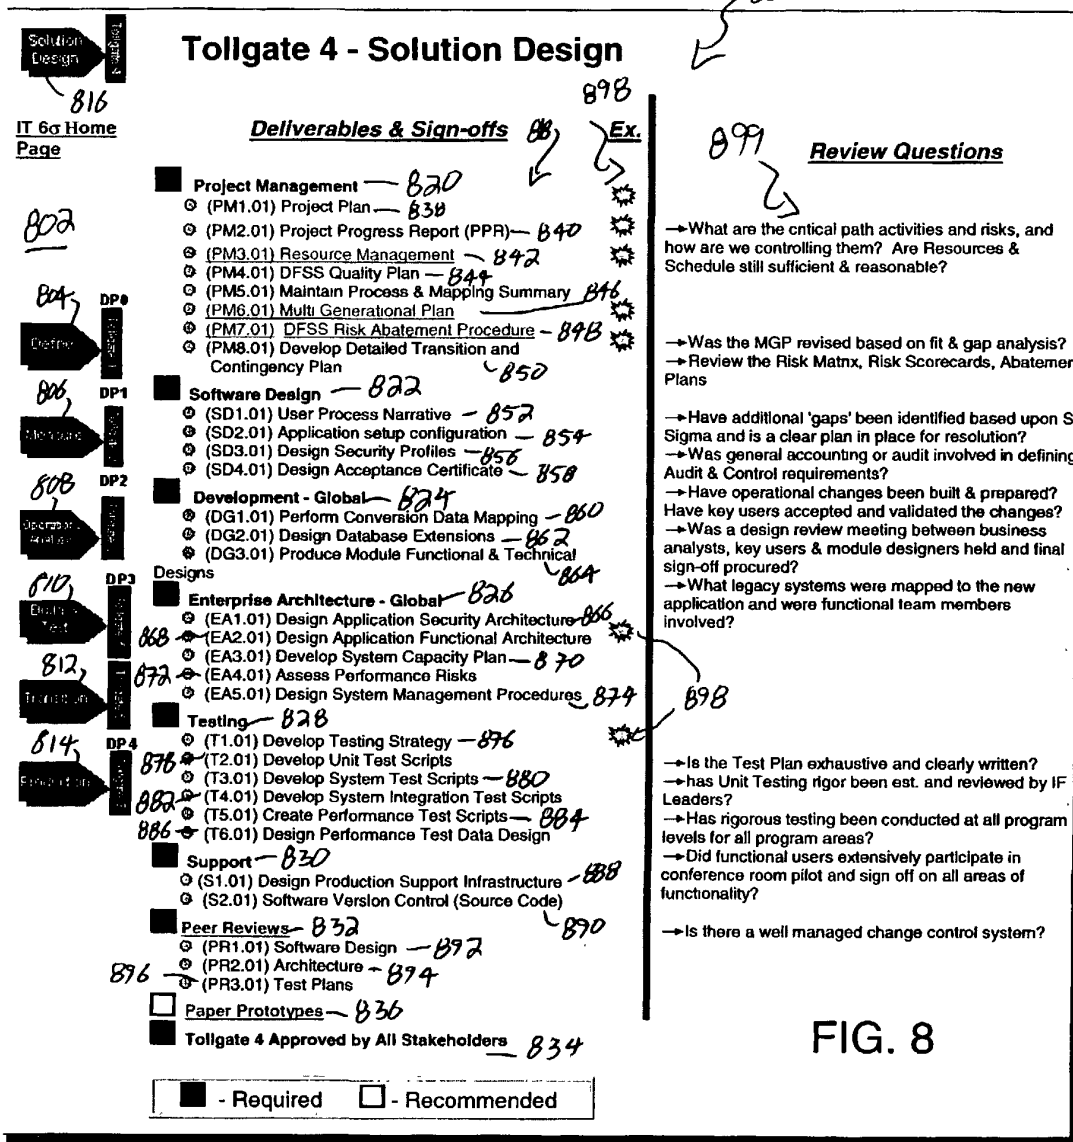 Solution
Design
816
IT 6σ Home
Page
Tollgate 4 - Solution Design
Deliverables & Sign-offs
Ex.
898
899
Review Questions
802
804
DP0
Define
806
DP1
Measure
808
DP2
810
DP3
812
814
DP4
Project Management 820
(PM1.01) Project Plan 838
(PM2.01) Project Progress Report (PPR) 840
(PM3.01) Resource Management 842
(PM4.01) DFSS Quality Plan 844
(PM5.01) Maintain Process & Mapping Summary 846
(PM6.01) Multi Generational Plan
(PM7.01) DFSS Risk Abatement Procedure 848
(PM8.01) Develop Detailed Transition and
Contingency Plan 850
Software Design 822
(SD1.01) User Process Narrative 852
(SD2.01) Application setup configuration 854
(SD3.01) Design Security Profiles 856
(SD4.01) Design Acceptance Certificate 858
Development - Global 824
(DG1.01) Perform Conversion Data Mapping 860
(DG2.01) Design Database Extensions 862
(DG3.01) Produce Module Functional & Technical
Designs 864
Enterprise Architecture - Global 826
(EA1.01) Design Application Security Architecture 866
868 (EA2.01) Design Application Functional Architecture
(EA3.01) Develop System Capacity Plan 870
872 (EA4.01) Assess Performance Risks
(EA5.01) Design System Management Procedures 874
898
Testing 828
(T1.01) Develop Testing Strategy 876
878 (T2.01) Develop Unit Test Scripts
(T3.01) Develop System Test Scripts 880
882 (T4.01) Develop System Integration Test Scripts
(T5.01) Create Performance Test Scripts 884
886 (T6.01) Design Performance Test Data Design
Support 830
(S1.01) Design Production Support Infrastructure 888
(S2.01) Software Version Control (Source Code)
890
Peer Reviews 832
(PR1.01) Software Design 892
(PR2.01) Architecture 894
896 (PR3.01) Test Plans
Paper Prototypes 836
Tollgate 4 Approved by All Stakeholders 834
→What are the critical path activities and risks, and
how are we controlling them? Are Resources &
Schedule still sufficient & reasonable?
→Was the MGP revised based on fit & gap analysis?
→Review the Risk Matrix, Risk Scorecards, Abatemer
Plans
→Have additional 'gaps' been identified based upon S
Sigma and is a clear plan in place for resolution?
→Was general accounting or audit involved in defining
Audit & Control requirements?
→Have operational changes been built & prepared?
Have key users accepted and validated the changes?
→Was a design review meeting between business
analysts, key users & module designers held and final
sign-off procured?
→What legacy systems were mapped to the new
application and were functional team members
involved?
→Is the Test Plan exhaustive and clearly written?
→has Unit Testing rigor been est. and reviewed by IF
Leaders?
→Has rigorous testing been conducted at all program
levels for all program areas?
→Did functional users extensively participate in
conference room pilot and sign off on all areas of
functionality?
→Is there a well managed change control system?
FIG. 8
- Required - Recommended